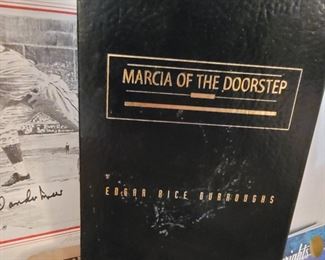 MARCIA OF THE DOORSTEP
EDGAR RICE BURROUGHS